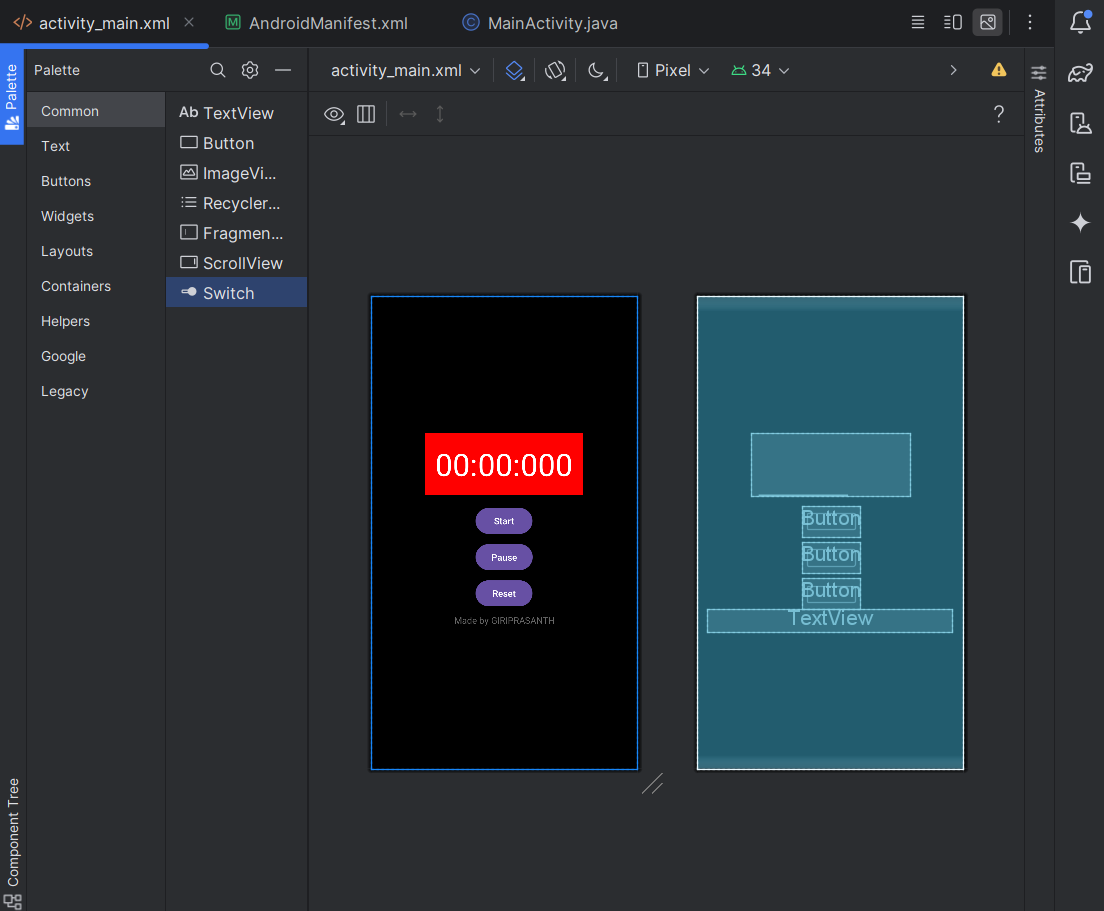 activity_main.xml
AndroidManifest.xml
MainActivity.java
Palette
Palette
activity_main.xml
Pixel
34
Attributes
Common
Text
Buttons
Widgets
Layouts
Containers
Helpers
Google
Legacy
Ab TextView
Button
ImageVi...
Recycler...
Fragmen...
ScrollView
Switch
?
00:00:000
Start
Pause
Reset
Made by GIRIPRASANTH
Button
Button
Button
TextView
Component Tree